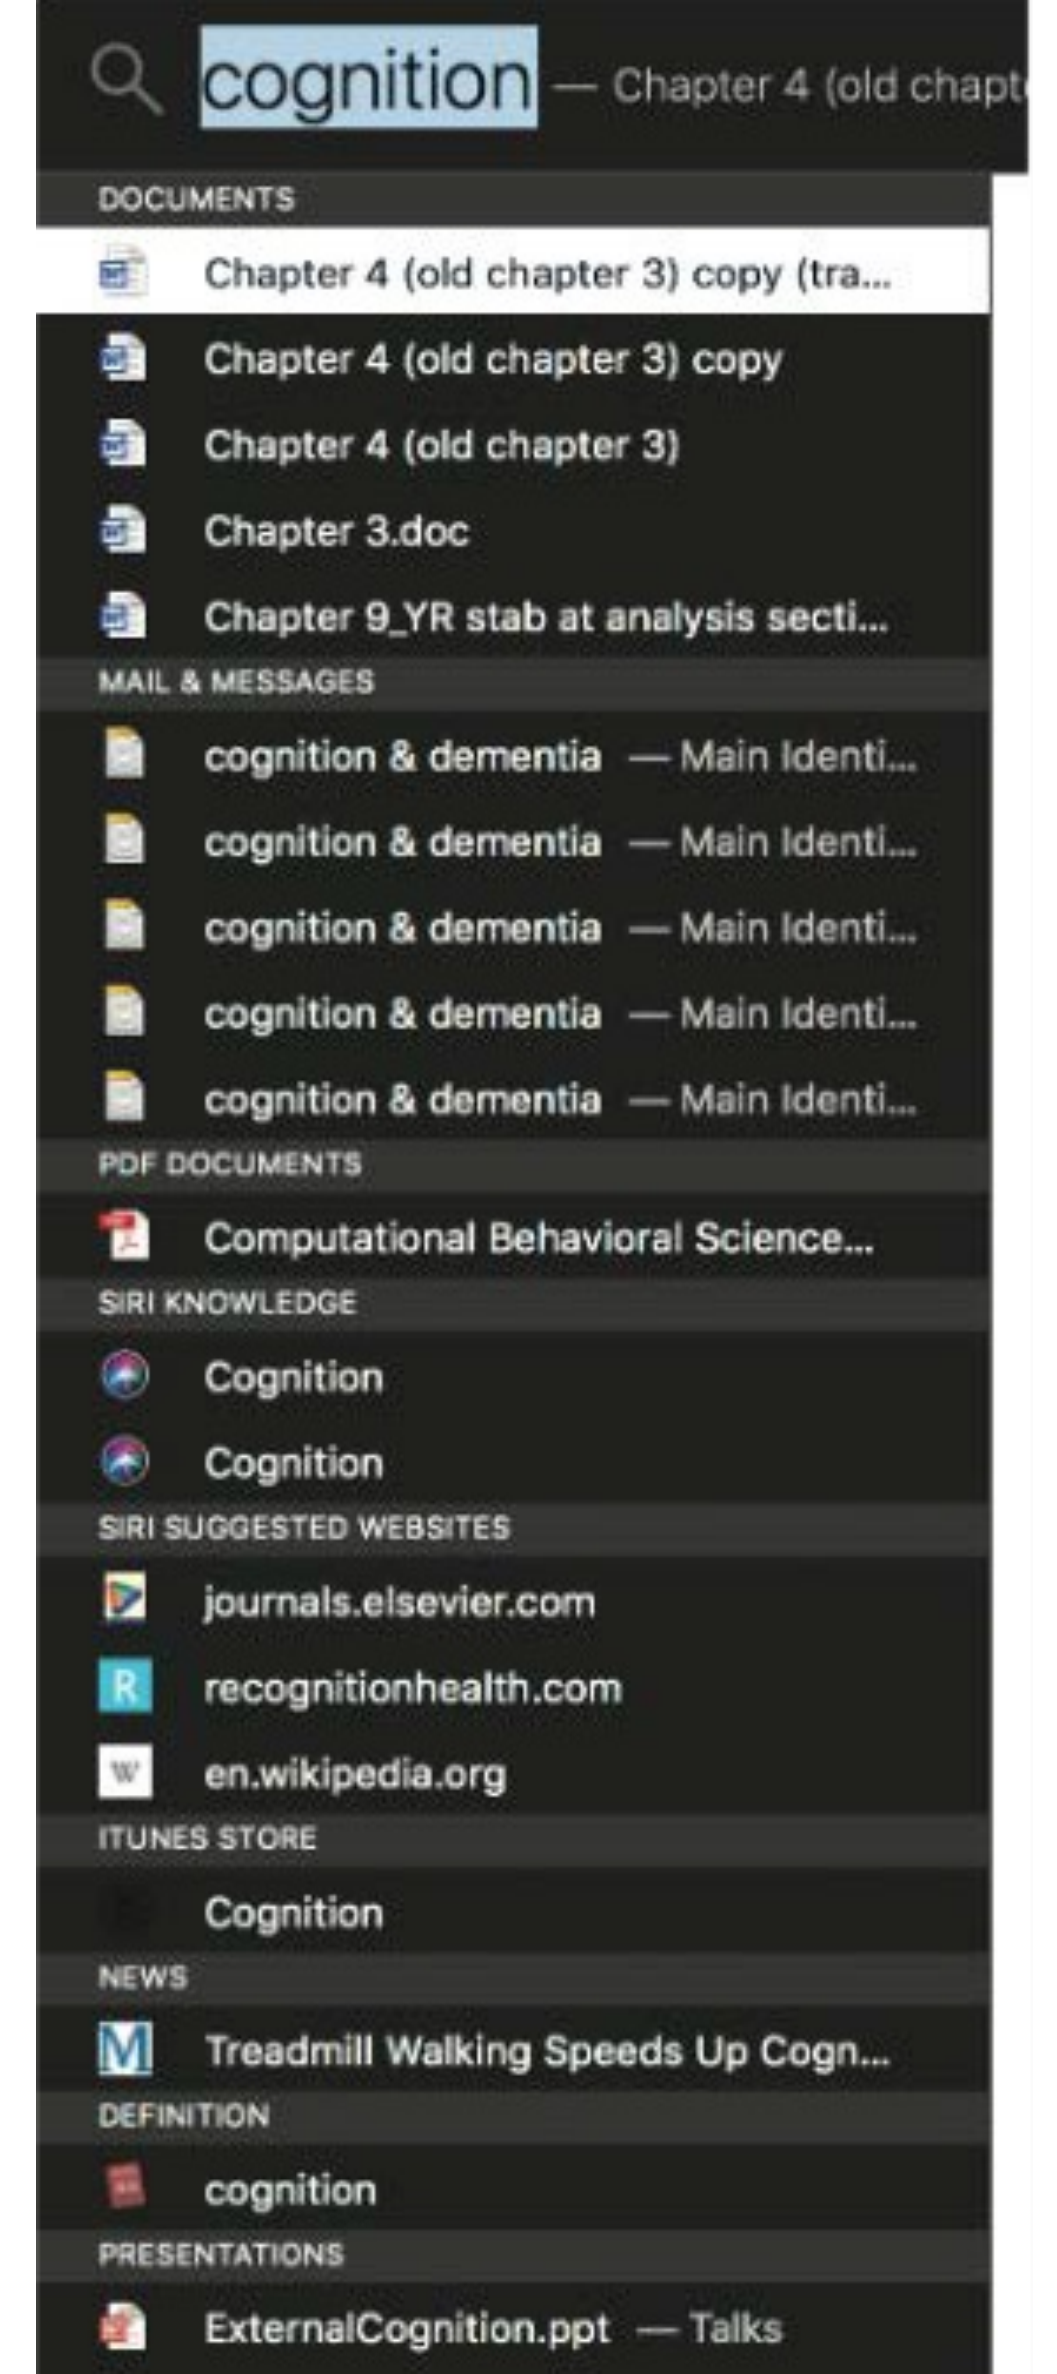 cognition — Chapter 4 (old chapt
DOCUMENTS
Chapter 4 (old chapter 3) copy (tra...
Chapter 4 (old chapter 3) copy
Chapter 4 (old chapter 3)
Chapter 3.doc
Chapter 9_YR stab at analysis secti...
MAIL & MESSAGES
cognition & dementia — Main Identi...
cognition & dementia — Main Identi...
cognition & dementia — Main Identi...
cognition & dementia — Main Identi...
cognition & dementia — Main Identi...
PDF DOCUMENTS
Computational Behavioral Science...
SIRI KNOWLEDGE
Cognition
Cognition
SIRI SUGGESTED WEBSITES
journals.elsevier.com
R recognitionhealth.com
W en.wikipedia.org
ITUNES STORE
Cognition
NEWS
M Treadmill Walking Speeds Up Cogn...
DEFINITION
cognition
PRESENTATIONS
ExternalCognition.ppt — Talks